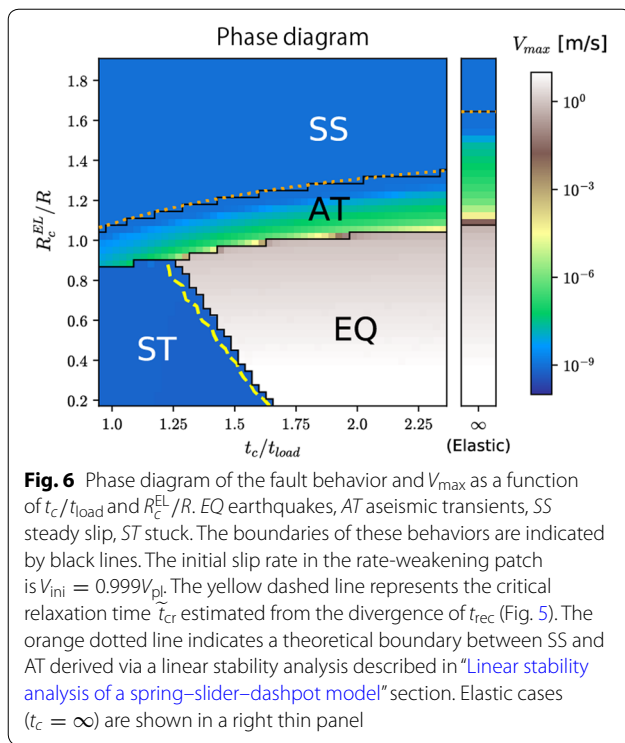 Phase diagram
V_max [m/s]
1.8
1.6
1.4
1.2
1.0
0.8
0.6
0.4
0.2
R_c^EL/R
SS
AT
ST
EQ
1.0 1.25 1.5 1.75 2.0 2.25
t_c/t_load
∞
(Elastic)
10^0
10^−3
10^−6
10^−9
Fig. 6 Phase diagram of the fault behavior and V_max as a function
of t_c/t_load and R_c^EL/R. EQ earthquakes, AT aseismic transients, SS
steady slip, ST stuck. The boundaries of these behaviors are indicated
by black lines. The initial slip rate in the rate-weakening patch
is V_ini = 0.999V_pl. The yellow dashed line represents the critical
relaxation time t̃_cr estimated from the divergence of t_rec (Fig. 5). The
orange dotted line indicates a theoretical boundary between SS and
AT derived via a linear stability analysis described in “Linear stability
analysis of a spring–slider–dashpot model” section. Elastic cases
(t_c = ∞) are shown in a right thin panel